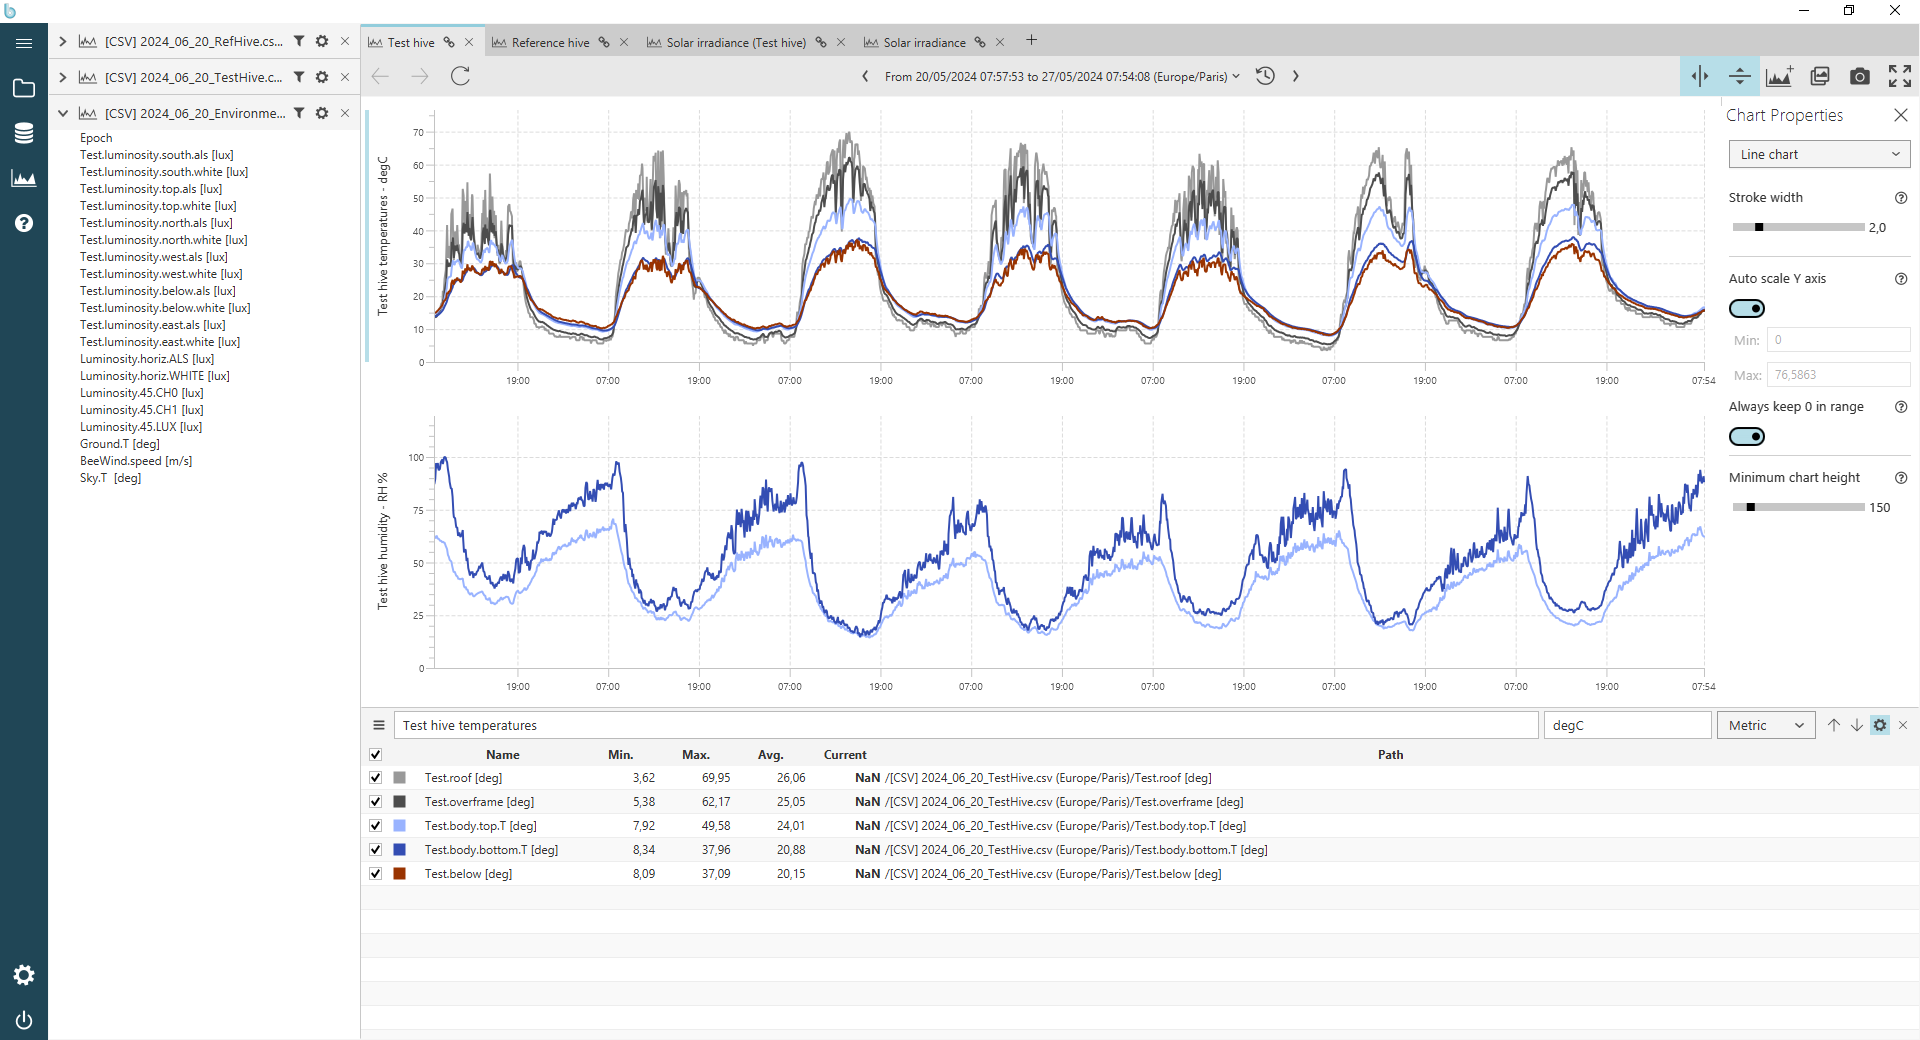 [CSV] 2024_06_20_RefHive.cs...
[CSV] 2024_06_20_TestHive.c...
[CSV] 2024_06_20_Environme...
Epoch
Test.luminosity.south.als [lux]
Test.luminosity.south.white [lux]
Test.luminosity.top.als [lux]
Test.luminosity.top.white [lux]
Test.luminosity.north.als [lux]
Test.luminosity.north.white [lux]
Test.luminosity.west.als [lux]
Test.luminosity.west.white [lux]
Test.luminosity.below.als [lux]
Test.luminosity.below.white [lux]
Test.luminosity.east.als [lux]
Test.luminosity.east.white [lux]
Luminosity.horiz.ALS [lux]
Luminosity.horiz.WHITE [lux]
Luminosity.45.CH0 [lux]
Luminosity.45.CH1 [lux]
Luminosity.45.LUX [lux]
Ground.T [deg]
BeeWind.speed [m/s]
Sky.T [deg]
Test hive Reference hive Solar irradiance (Test hive) Solar irradiance
From 20/05/2024 07:57:53 to 27/05/2024 07:54:08 (Europe/Paris)
Test hive temperatures - degC
70
60
50
40
30
20
10
0
19:00 07:00 19:00 07:00 19:00 07:00 19:00 07:00 19:00 07:00 19:00 07:00 19:00 07:54
Test hive humidity - RH %
100
75
50
25
0
19:00 07:00 19:00 07:00 19:00 07:00 19:00 07:00 19:00 07:00 19:00 07:00 19:00 07:54
Chart Properties
Line chart
Stroke width
2,0
Auto scale Y axis
Min: 0
Max: 76,5863
Always keep 0 in range
Minimum chart height
150
Test hive temperatures degC Metric
Name Min. Max. Avg. Current Path
Test.roof [deg] 3,62 69,95 26,06 NaN /[CSV] 2024_06_20_TestHive.csv (Europe/Paris)/Test.roof [deg]
Test.overframe [deg] 5,38 62,17 25,05 NaN /[CSV] 2024_06_20_TestHive.csv (Europe/Paris)/Test.overframe [deg]
Test.body.top.T [deg] 7,92 49,58 24,01 NaN /[CSV] 2024_06_20_TestHive.csv (Europe/Paris)/Test.body.top.T [deg]
Test.body.bottom.T [deg] 8,34 37,96 20,88 NaN /[CSV] 2024_06_20_TestHive.csv (Europe/Paris)/Test.body.bottom.T [deg]
Test.below [deg] 8,09 37,09 20,15 NaN /[CSV] 2024_06_20_TestHive.csv (Europe/Paris)/Test.below [deg]